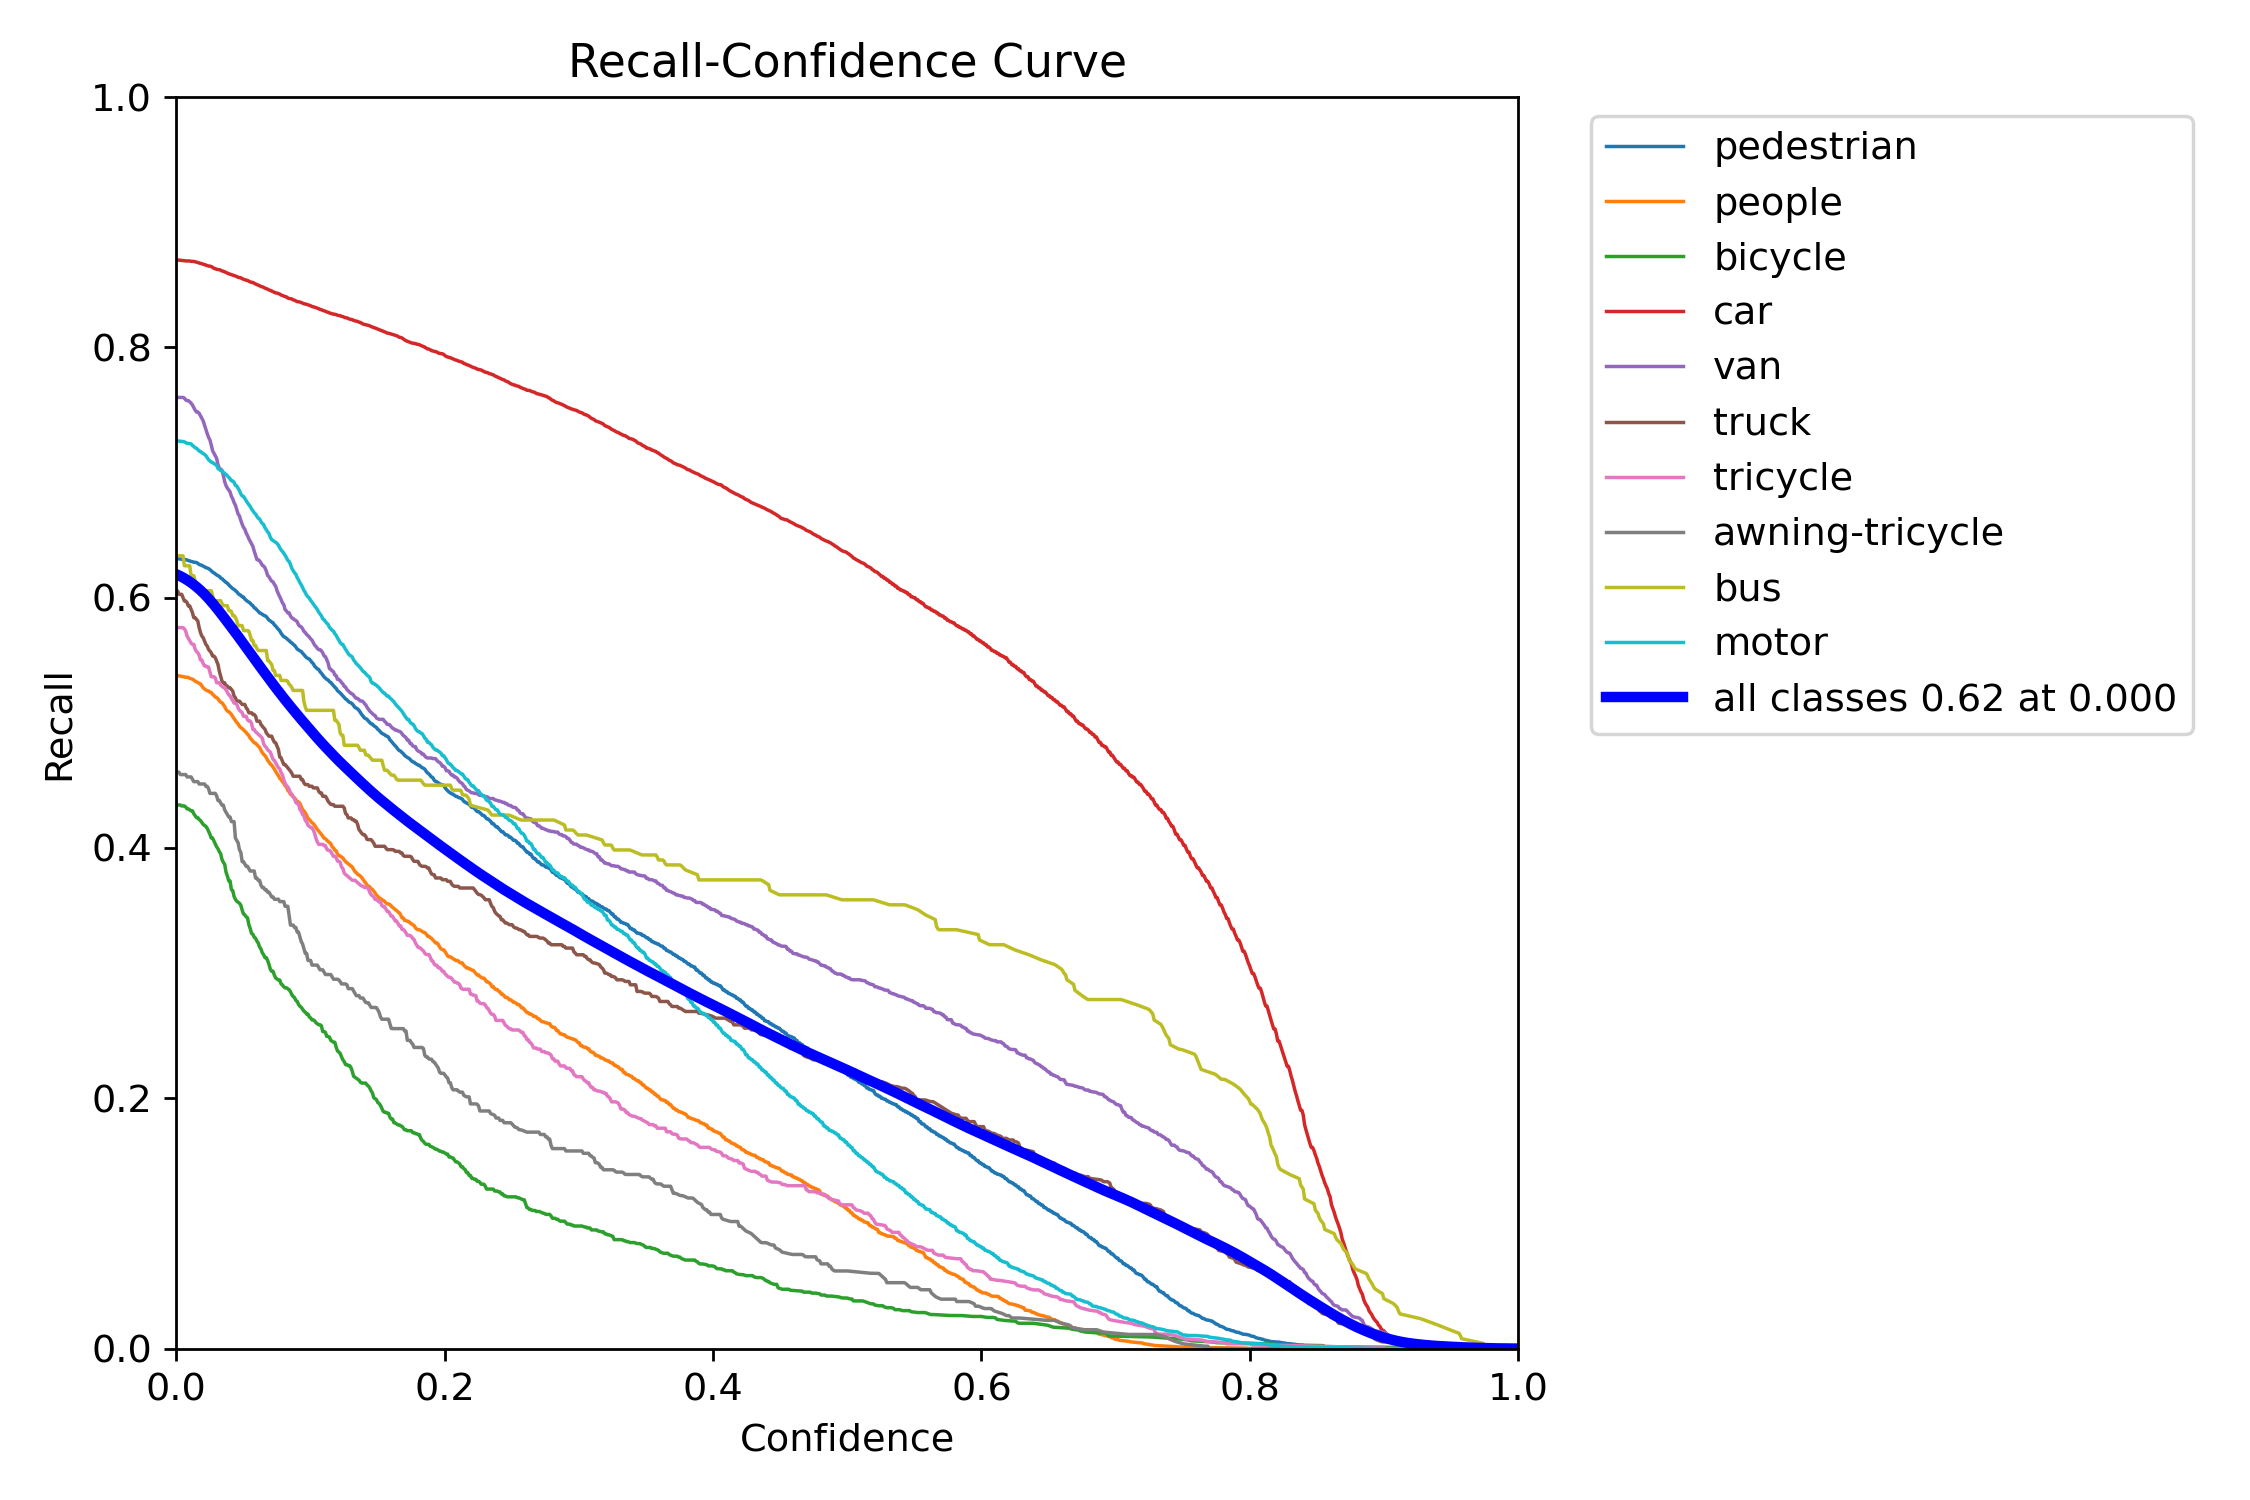 Recall-Confidence Curve
1.0
0.8
0.6
0.4
0.2
0.0
Recall
0.0 0.2 0.4 0.6 0.8 1.0
Confidence
pedestrian
people
bicycle
car
van
truck
tricycle
awning-tricycle
bus
motor
all classes 0.62 at 0.000